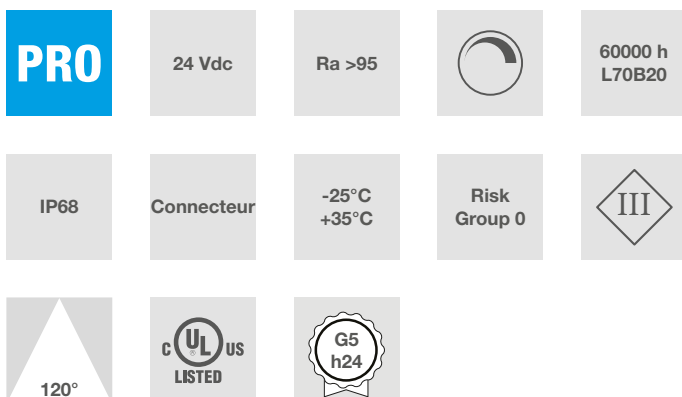 PRO
24 Vdc
Ra >95
60000 h
L70B20
IP68
Connecteur
-25°C
+35°C
Risk
Group 0
III
120°
C UL US
®
LISTED
G5
h24